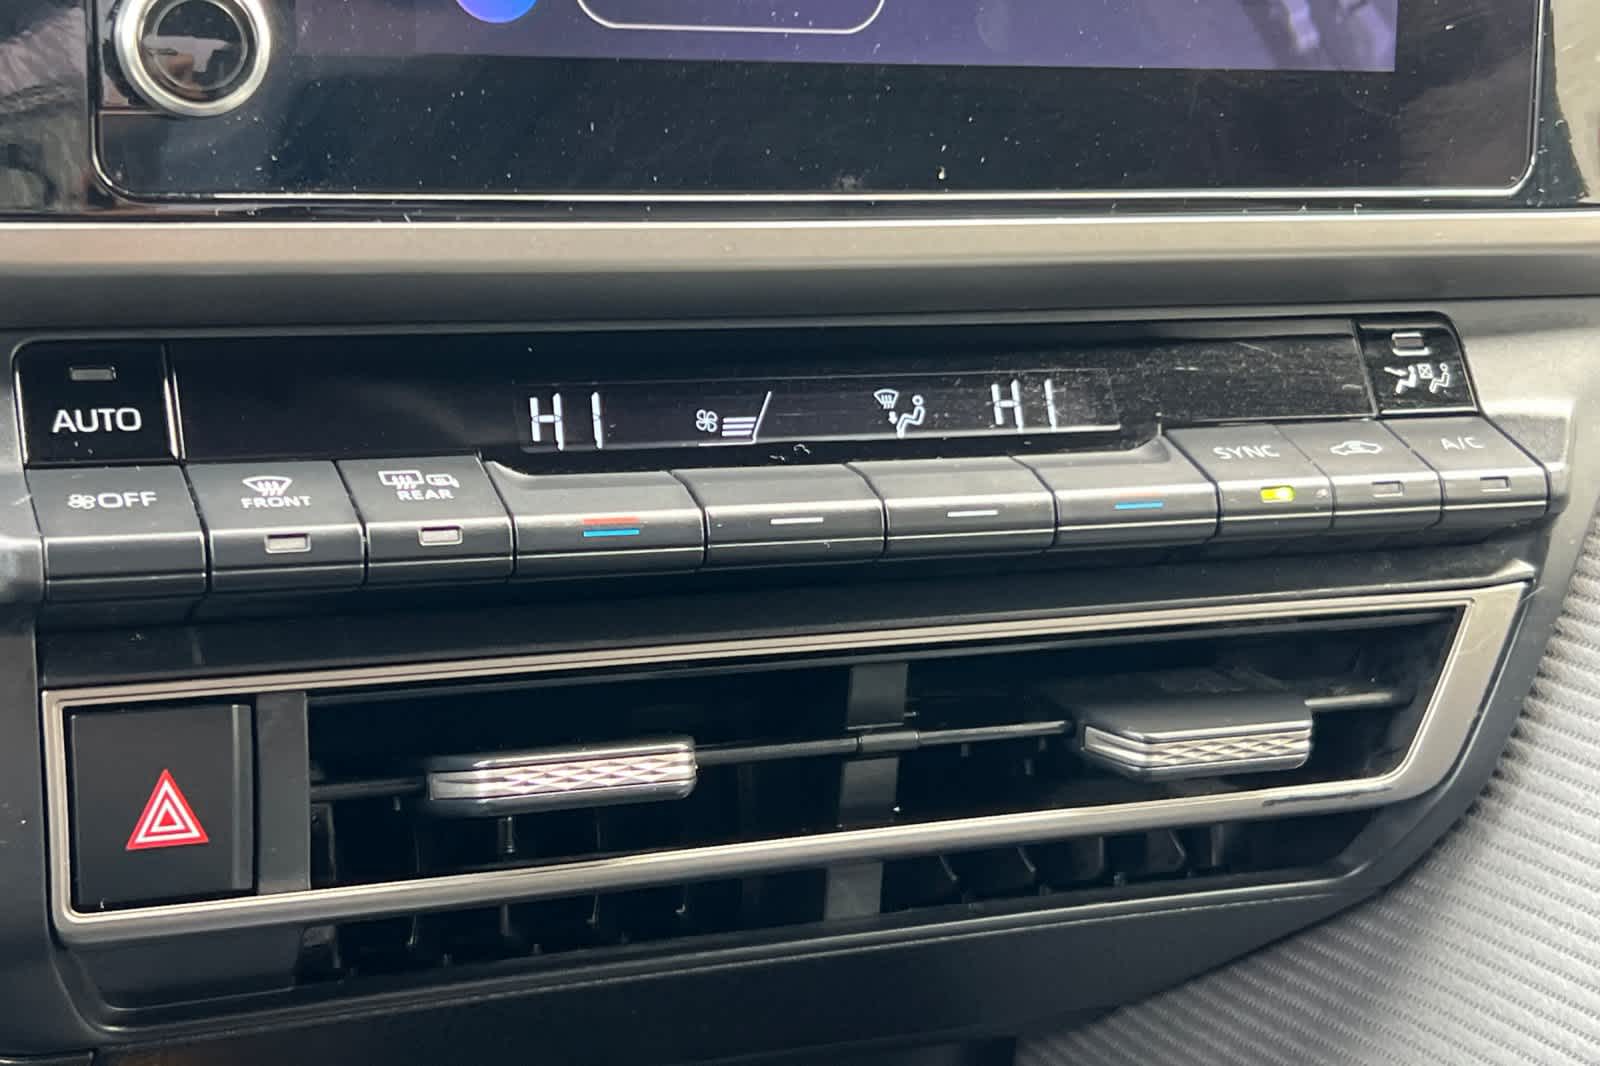 AUTO
HI
HI
OFF
FRONT
REAR
SYNC
A/C